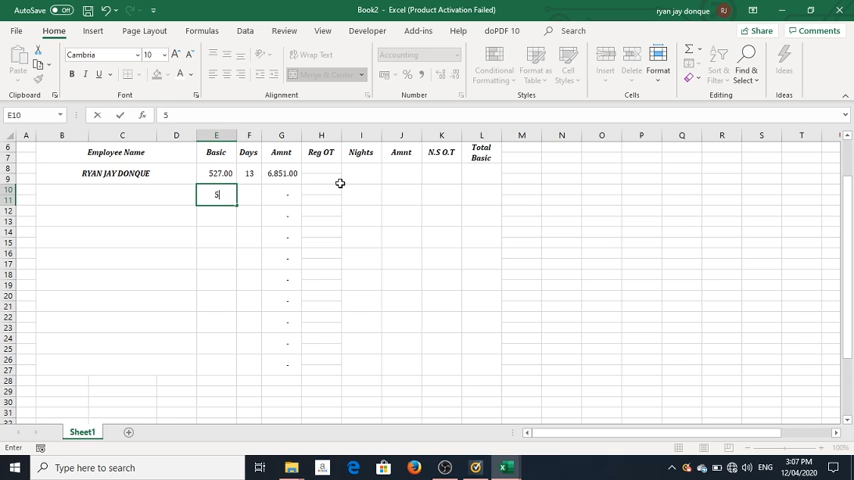 AutoSave Off Book2 - Excel (Product Activation Failed) ryan jay donque RJ
File Home Insert Page Layout Formulas Data Review View Developer Add-ins Help doPDF 10 Search Share Comments
Cambria 10 A A Wrap Text Accounting
Paste B I U A Merge & Center % , Conditional Formatting Format as Table Cell Styles Insert Delete Format Sort & Filter Find & Select Ideas
Clipboard Font Alignment Number Styles Cells Editing Ideas
E10 fx 5
A B C D E F G H I J K L M N O P Q R S T
6 Employee Name Basic Days Amnt Reg OT Nights Amnt N.S O.T Total
7 Basic
8 RYAN JAY DONQUE 527.00 13 6,851.00
9
10 5 -
11
12 -
13
14 -
15
16 -
17
18 -
19
20 -
21
22 -
23
24 -
25
26 -
27
28
29
30
31
Sheet1
Enter 100%
Type here to search a ENG 3:07 PM
12/04/2020